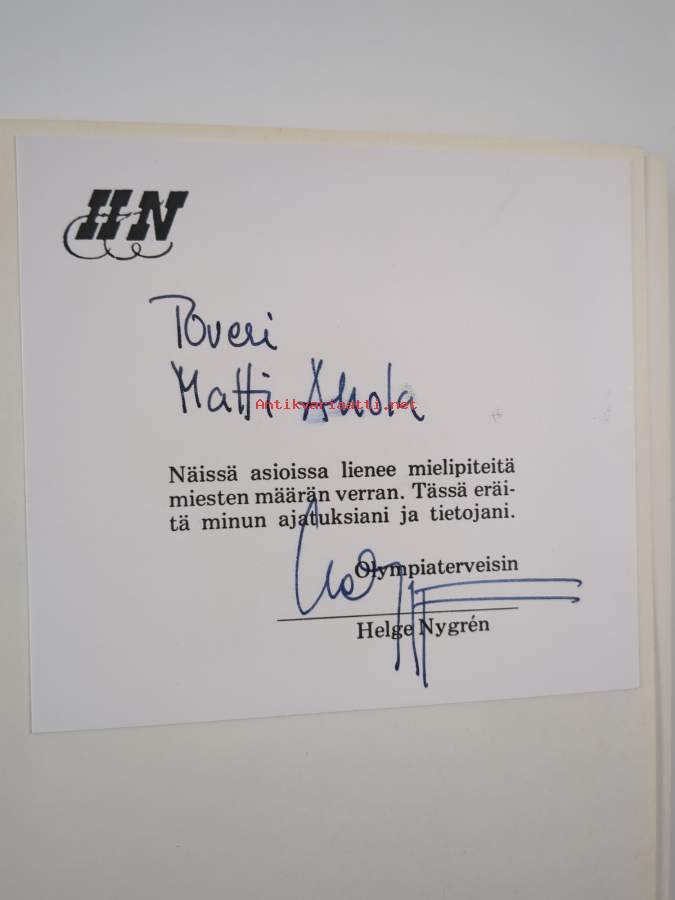 HN
Toveri
Matti Ahola
Antikvariaatti.net
Näissä asioissa lienee mielipiteitä
miesten määrän verran. Tässä eräi-
tä minun ajatuksiani ja tietojani.
Olympiaterveisin
Helge Nygrén